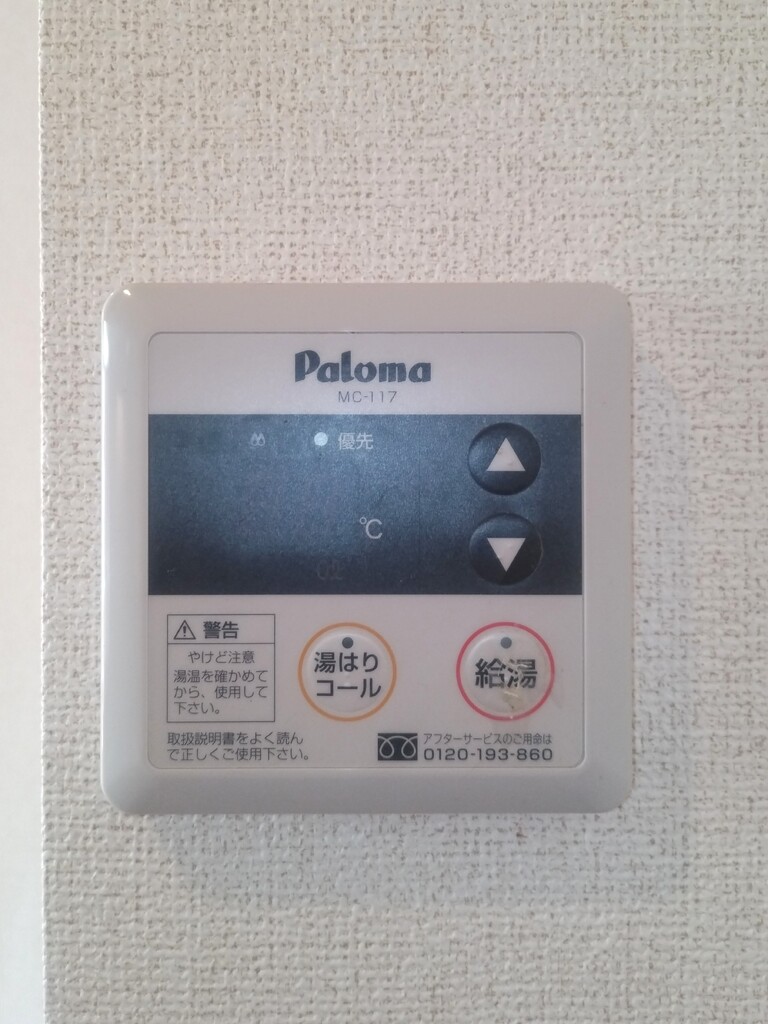 Paloma
MC-117
優先
℃
警告
やけど注意
湯温を確かめて
から、使用して
下さい。
湯はり
コール
給湯
取扱説明書をよく読ん
で正しくご使用下さい。
アフターサービスのご用命は
0120-193-860